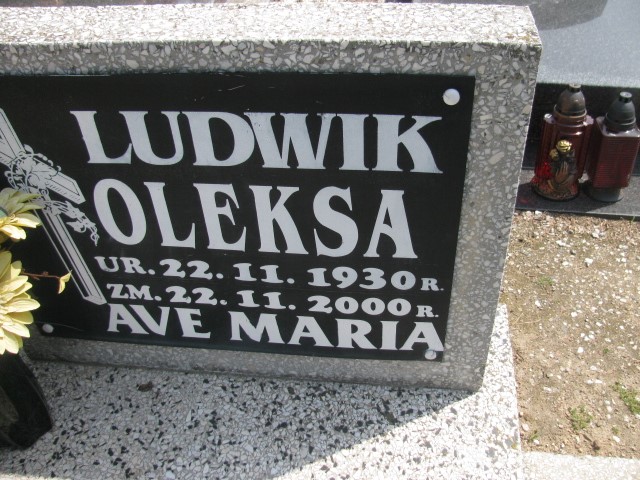 LUDWIK
OLEKSA
UR. 22. 11. 1930 R.
ZM. 22. 11. 2000 R.
AVE MARIA